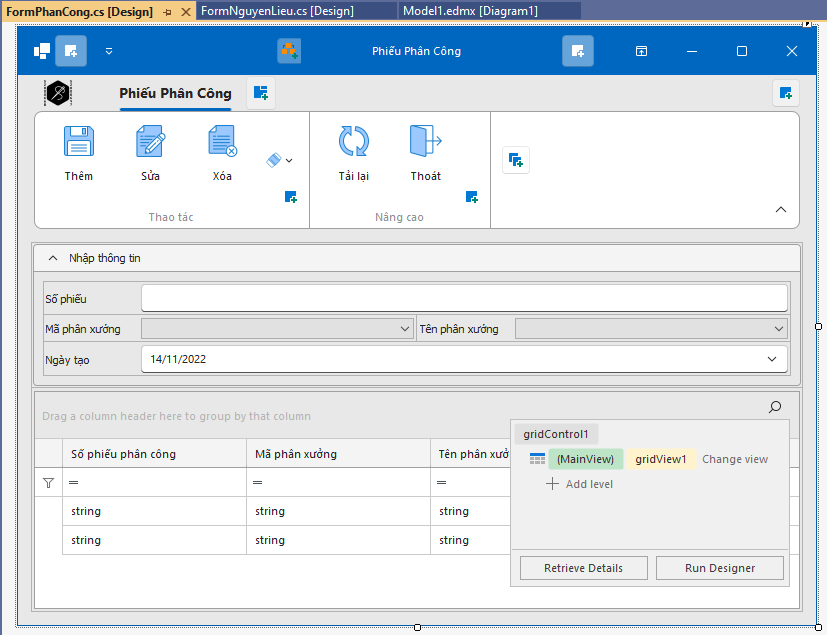 FormPhanCong.cs [Design]
FormNguyenLieu.cs [Design]
Model1.edmx [Diagram1]
Phiếu Phân Công
Phiếu Phân Công
Thêm
Sửa
Xóa
Tải lại
Thoát
Thao tác
Nâng cao
Nhập thông tin
Số phiếu
Mã phân xưởng
Tên phân xưởng
Ngày tạo
14/11/2022
Drag a column header here to group by that column
Số phiếu phân công
Mã phân xưởng
Tên phân xưở
=
=
=
string
string
string
string
string
string
gridControl1
(MainView)
gridView1
Change view
Add level
Retrieve Details
Run Designer